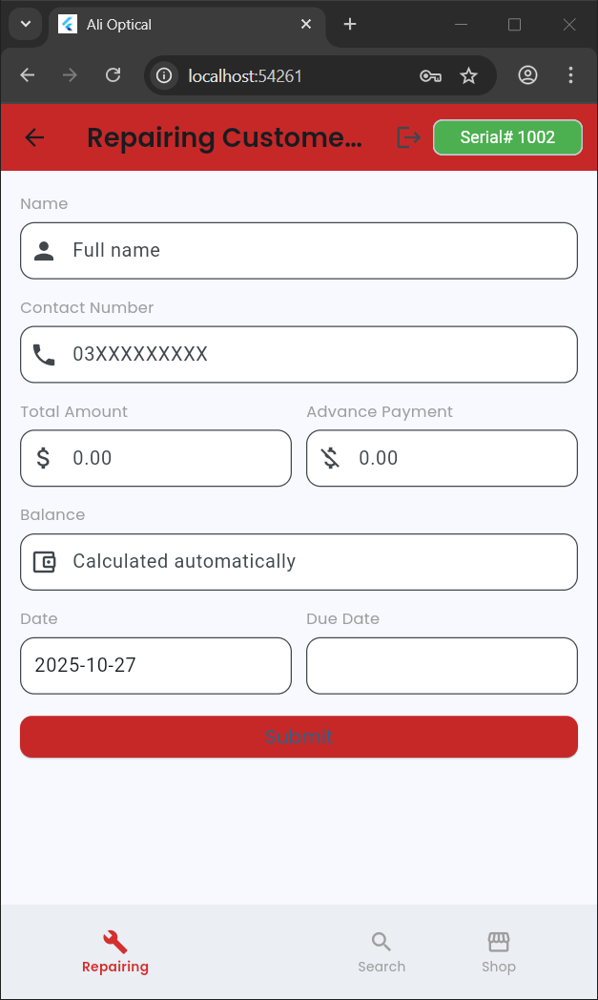 Ali Optical
localhost:54261
Repairing Custome...
Serial# 1002
Name
Full name
Contact Number
03XXXXXXXXX
Total Amount Advance Payment
0.00 0.00
Balance
Calculated automatically
Date Due Date
2025-10-27
Submit
Repairing Search Shop